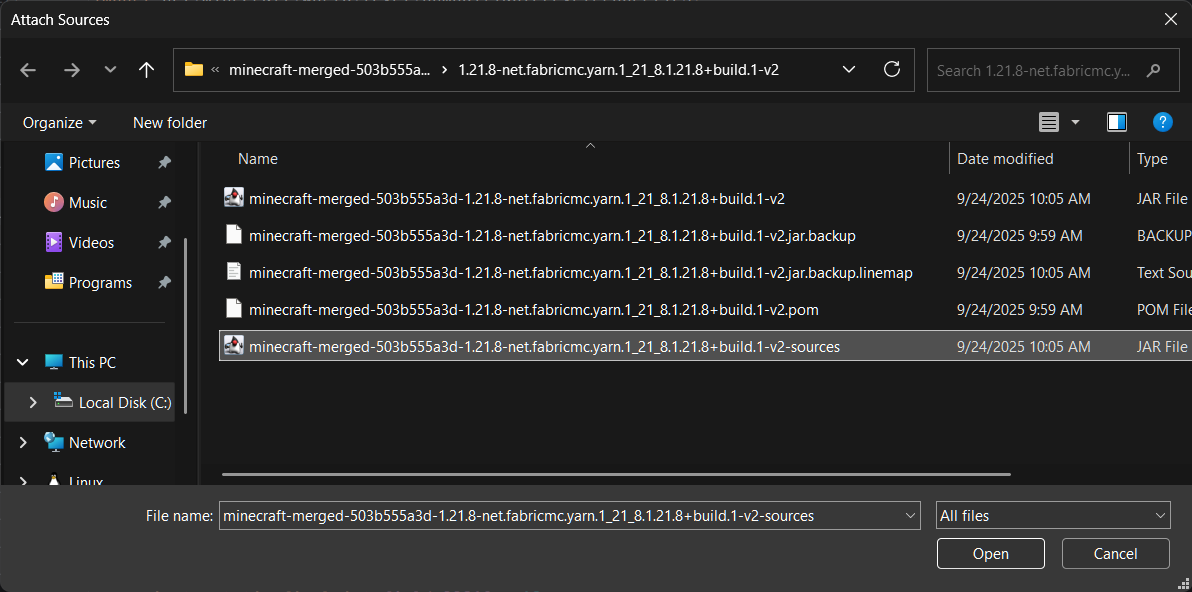 Attach Sources
« minecraft-merged-503b555a... > 1.21.8-net.fabricmc.yarn.1_21_8.1.21.8+build.1-v2
Search 1.21.8-net.fabricmc.y...
Organize
New folder
Pictures
Music
Videos
Programs
This PC
Local Disk (C:)
Network
Linux
Name Date modified Type
minecraft-merged-503b555a3d-1.21.8-net.fabricmc.yarn.1_21_8.1.21.8+build.1-v2 9/24/2025 10:05 AM JAR File
minecraft-merged-503b555a3d-1.21.8-net.fabricmc.yarn.1_21_8.1.21.8+build.1-v2.jar.backup 9/24/2025 9:59 AM BACKUP
minecraft-merged-503b555a3d-1.21.8-net.fabricmc.yarn.1_21_8.1.21.8+build.1-v2.jar.backup.linemap 9/24/2025 10:05 AM Text Sou
minecraft-merged-503b555a3d-1.21.8-net.fabricmc.yarn.1_21_8.1.21.8+build.1-v2.pom 9/24/2025 9:59 AM POM File
minecraft-merged-503b555a3d-1.21.8-net.fabricmc.yarn.1_21_8.1.21.8+build.1-v2-sources 9/24/2025 10:05 AM JAR File
File name: minecraft-merged-503b555a3d-1.21.8-net.fabricmc.yarn.1_21_8.1.21.8+build.1-v2-sources
All files
Open
Cancel